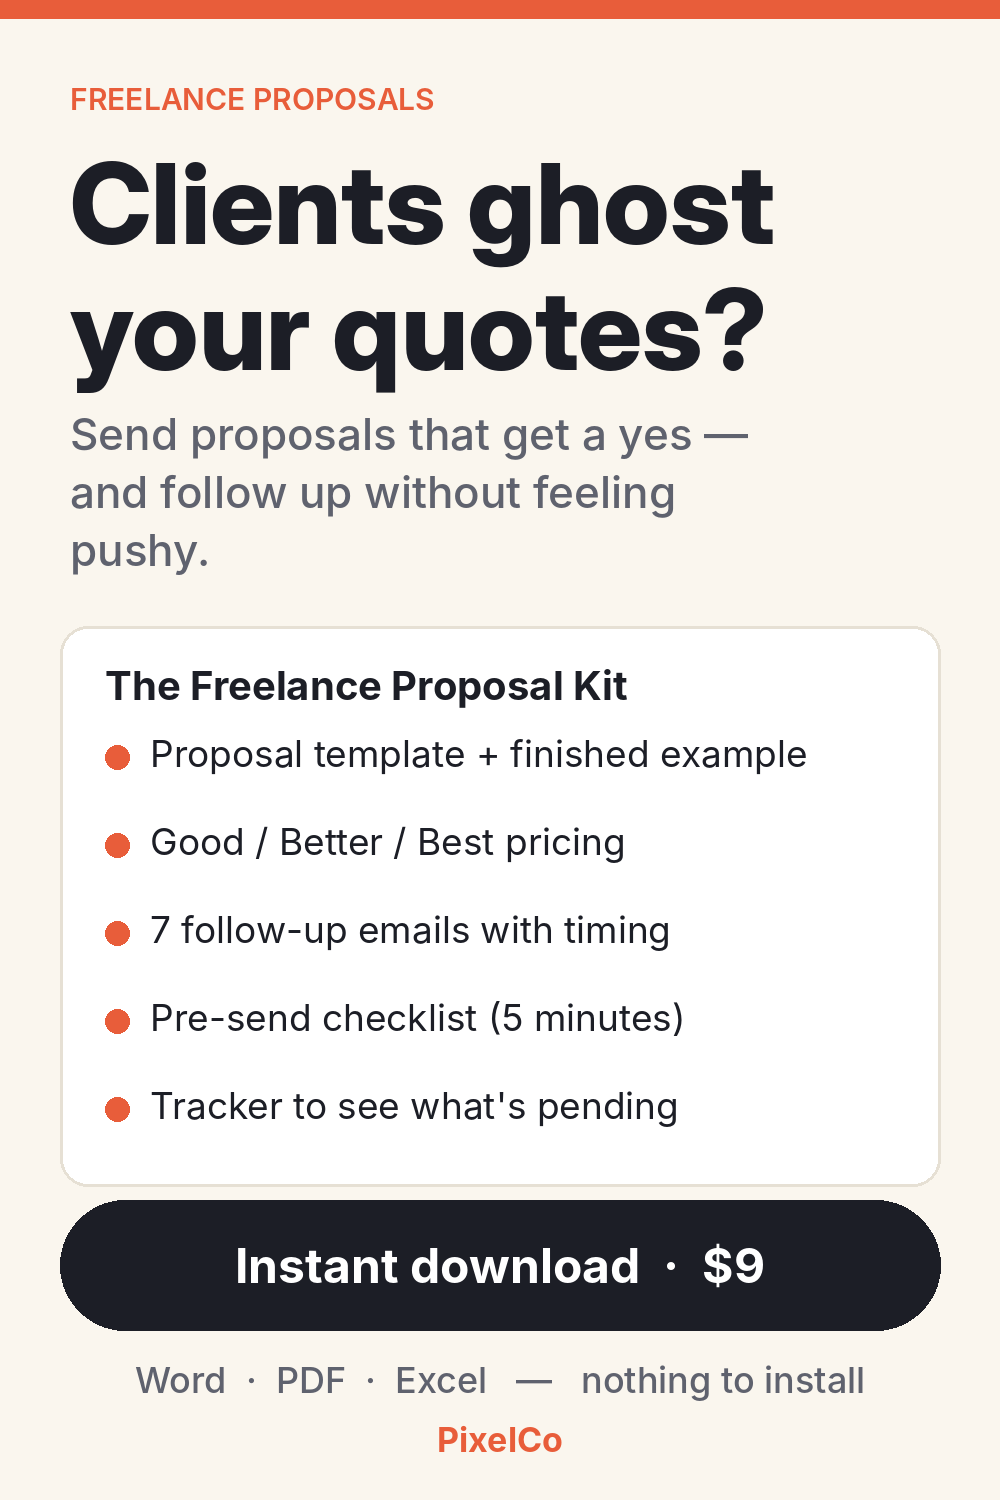 FREELANCE PROPOSALS
Clients ghost
your quotes?
Send proposals that get a yes —
and follow up without feeling
pushy.
The Freelance Proposal Kit
Proposal template + finished example
Good / Better / Best pricing
7 follow-up emails with timing
Pre-send checklist (5 minutes)
Tracker to see what's pending
Instant download · $9
Word · PDF · Excel — nothing to install
PixelCo